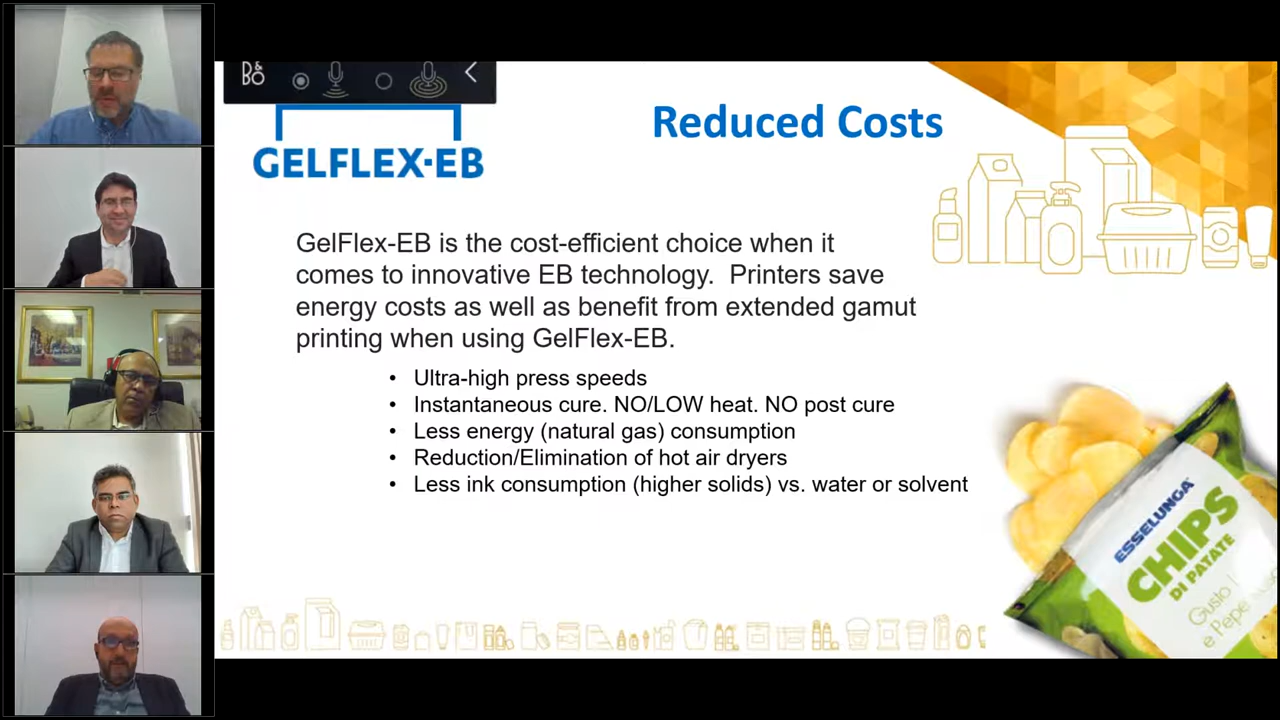 B&O
GELFLEX-EB
Reduced Costs
GelFlex-EB is the cost-efficient choice when it
comes to innovative EB technology.  Printers save
energy costs as well as benefit from extended gamut
printing when using GelFlex-EB.
• Ultra-high press speeds
• Instantaneous cure. NO/LOW heat. NO post cure
• Less energy (natural gas) consumption
• Reduction/Elimination of hot air dryers
• Less ink consumption (higher solids) vs. water or solvent
ESSELUNGA
CHIPS
DI PATATE
Gusto
e Pepe